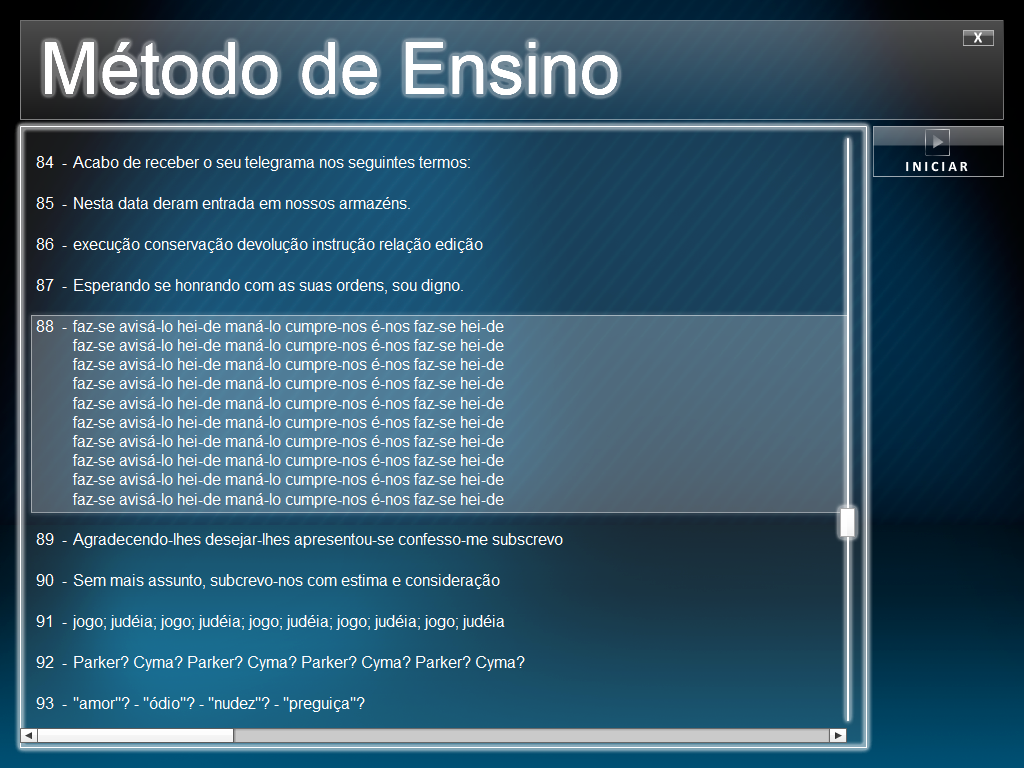 Método de Ensino
X
INICIAR
84 - Acabo de receber o seu telegrama nos seguintes termos:
85 - Nesta data deram entrada em nossos armazéns.
86 - execução conservação devolução instrução relação edição
87 - Esperando se honrando com as suas ordens, sou digno.
88 - faz-se avisá-lo hei-de maná-lo cumpre-nos é-nos faz-se hei-de
faz-se avisá-lo hei-de maná-lo cumpre-nos é-nos faz-se hei-de
faz-se avisá-lo hei-de maná-lo cumpre-nos é-nos faz-se hei-de
faz-se avisá-lo hei-de maná-lo cumpre-nos é-nos faz-se hei-de
faz-se avisá-lo hei-de maná-lo cumpre-nos é-nos faz-se hei-de
faz-se avisá-lo hei-de maná-lo cumpre-nos é-nos faz-se hei-de
faz-se avisá-lo hei-de maná-lo cumpre-nos é-nos faz-se hei-de
faz-se avisá-lo hei-de maná-lo cumpre-nos é-nos faz-se hei-de
faz-se avisá-lo hei-de maná-lo cumpre-nos é-nos faz-se hei-de
faz-se avisá-lo hei-de maná-lo cumpre-nos é-nos faz-se hei-de
89 - Agradecendo-lhes desejar-lhes apresentou-se confesso-me subscrevo
90 - Sem mais assunto, subcrevo-nos com estima e consideração
91 - jogo; judéia; jogo; judéia; jogo; judéia; jogo; judéia; jogo; judéia
92 - Parker? Cyma? Parker? Cyma? Parker? Cyma? Parker? Cyma?
93 - "amor"? - "ódio"? - "nudez"? - "preguiça"?